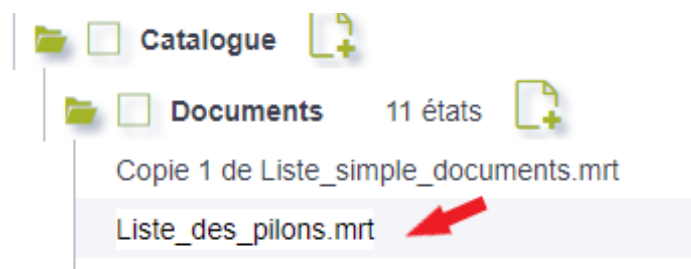 Catalogue
Documents 11 états
Copie 1 de Liste_simple_documents.mrt
Liste_des_pilons.mrt